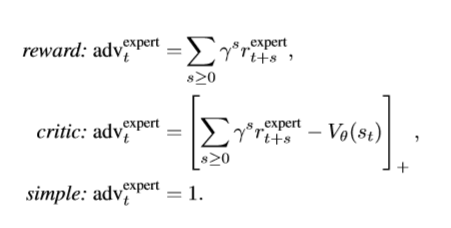 reward: adv_t^expert = ∑_{s≥0} γ^s r_{t+s}^expert,
critic: adv_t^expert = [∑_{s≥0} γ^s r_{t+s}^expert − V_θ(s_t)]_+,
simple: adv_t^expert = 1.